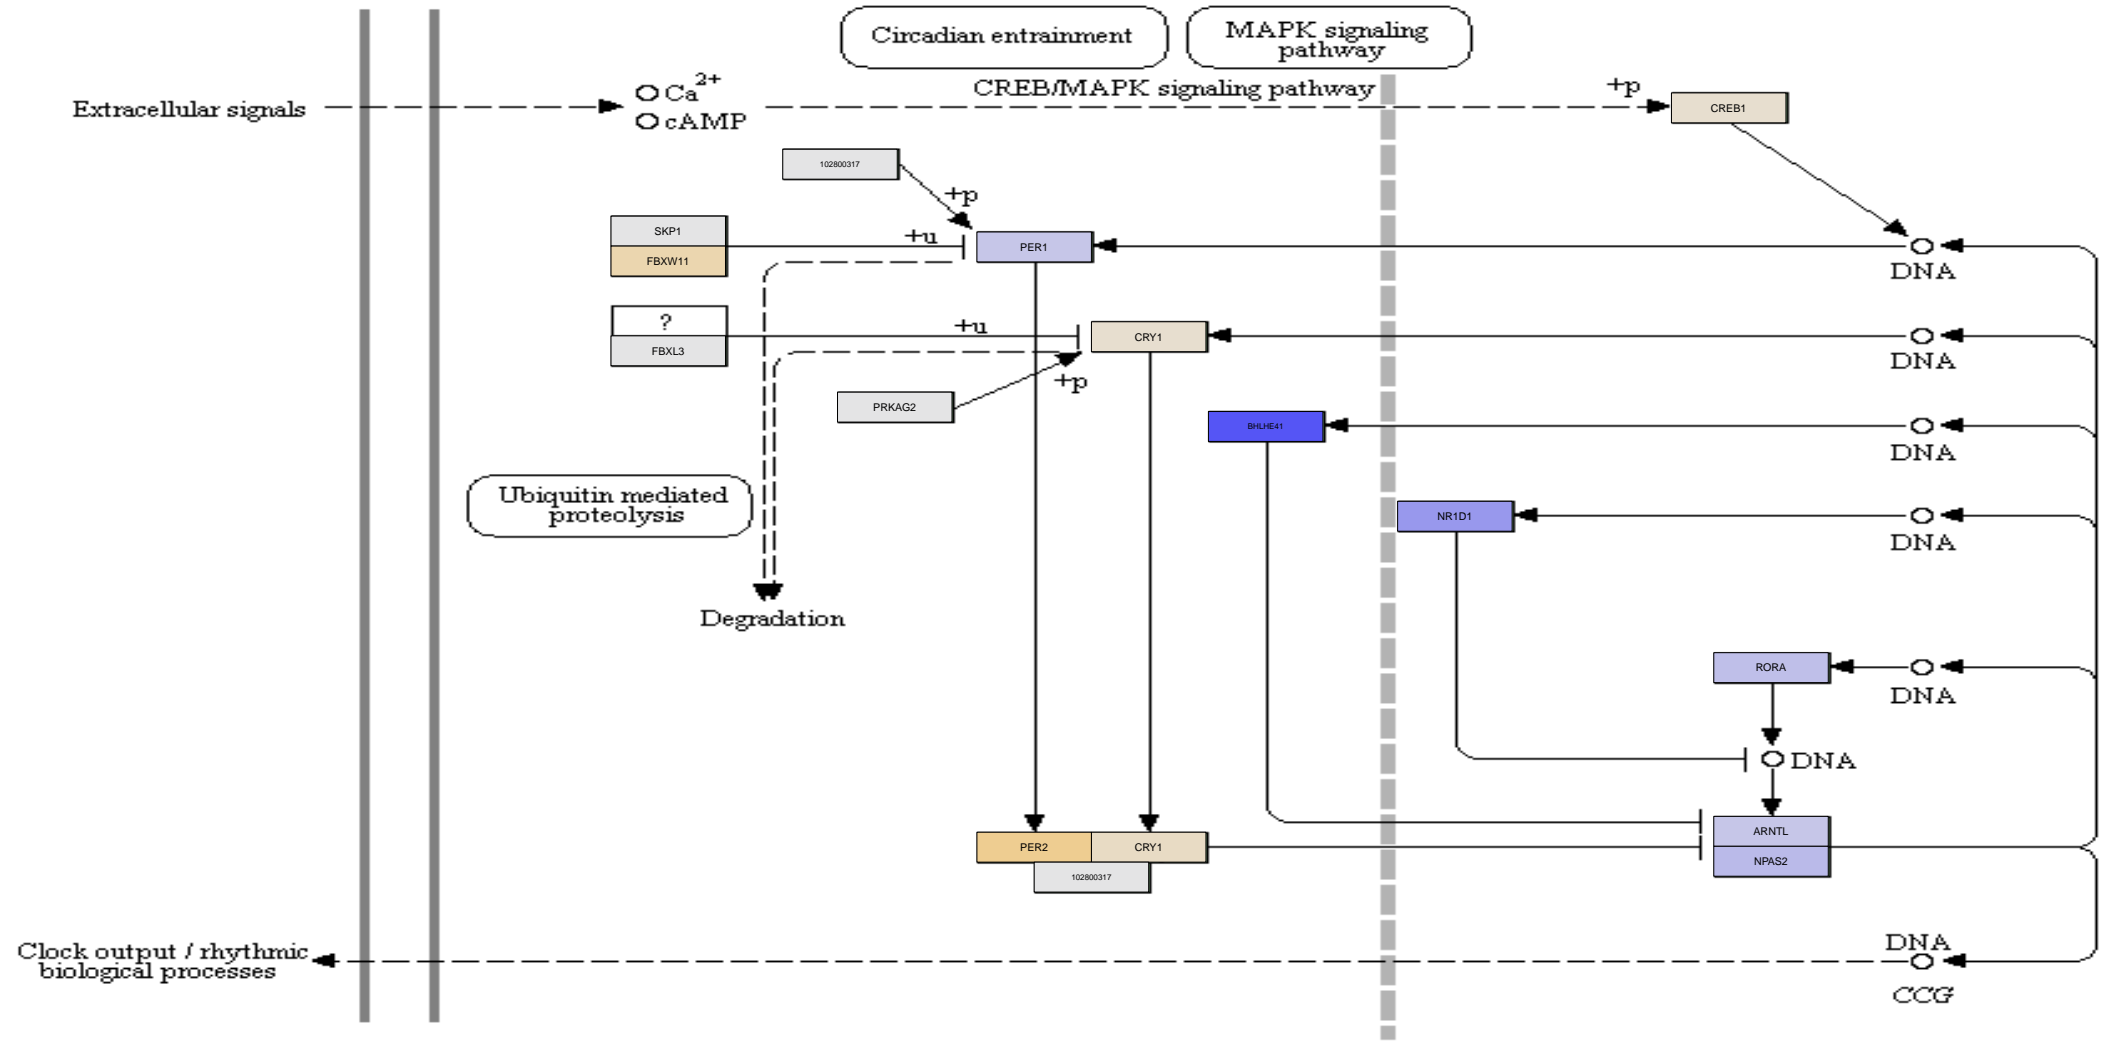 Circadian entrainment
MAPK signaling
pathway
CREB/MAPK signaling pathway
Extracellular signals
Ca2+
cAMP
+p
CREB1
102800317
+p
SKP1
FBXW11
+u
PER1
DNA
?
FBXL3
+u
CRY1
DNA
+p
PRKAG2
BHLHE41
DNA
Ubiquitin mediated
proteolysis
NR1D1
DNA
Degradation
RORA
DNA
DNA
PER2
CRY1
102800317
ARNTL
NPAS2
Clock output / rhythmic
biological processes
DNA
CCG